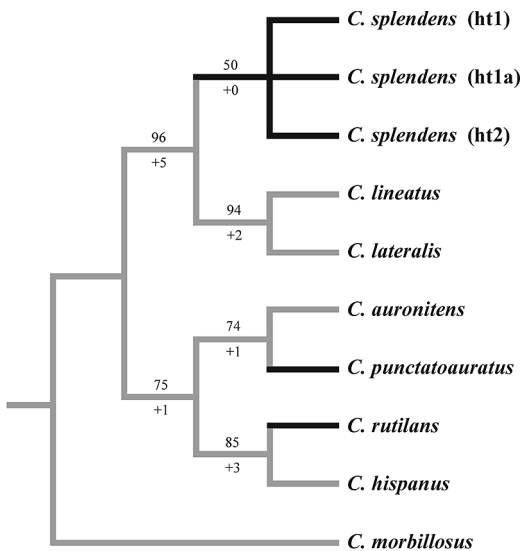 C. splendens (ht1)
50
+0
C. splendens (ht1a)
96
+5
C. splendens (ht2)
94
+2
C. lineatus
C. lateralis
74
+1
C. auronitens
C. punctatoauratus
75
+1
85
+3
C. rutilans
C. hispanus
C. morbillosus